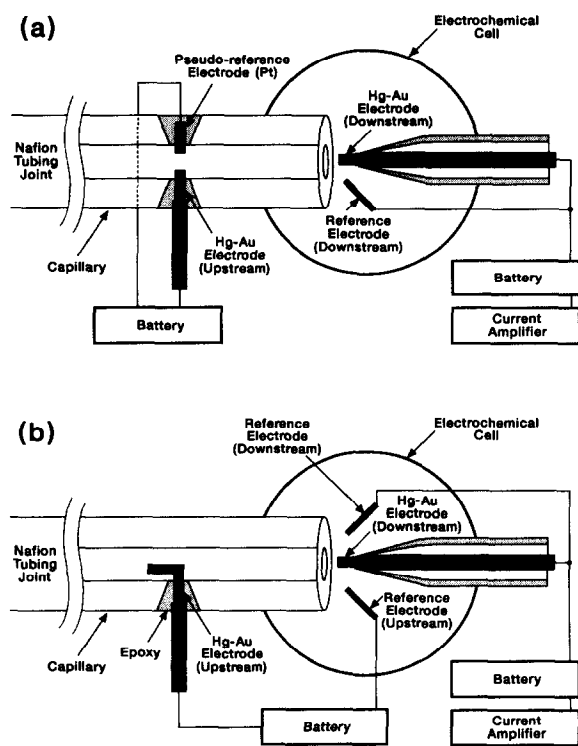 (a)
Electrochemical
Cell
Pseudo-reference
Electrode (Pt)
Hg-Au
Electrode
(Downstream)
Nafion
Tubing
Joint
Reference
Electrode
(Downstream)
Hg-Au
Electrode
(Upstream)
Capillary
Battery
Battery
Current
Amplifier
(b)
Reference
Electrode
(Downstream)
Electrochemical
Cell
Hg-Au
Electrode
(Downstream)
Nafion
Tubing
Joint
Reference
Electrode
(Upstream)
Hg-Au
Electrode
(Upstream)
Epoxy
Capillary
Battery
Battery
Current
Amplifier